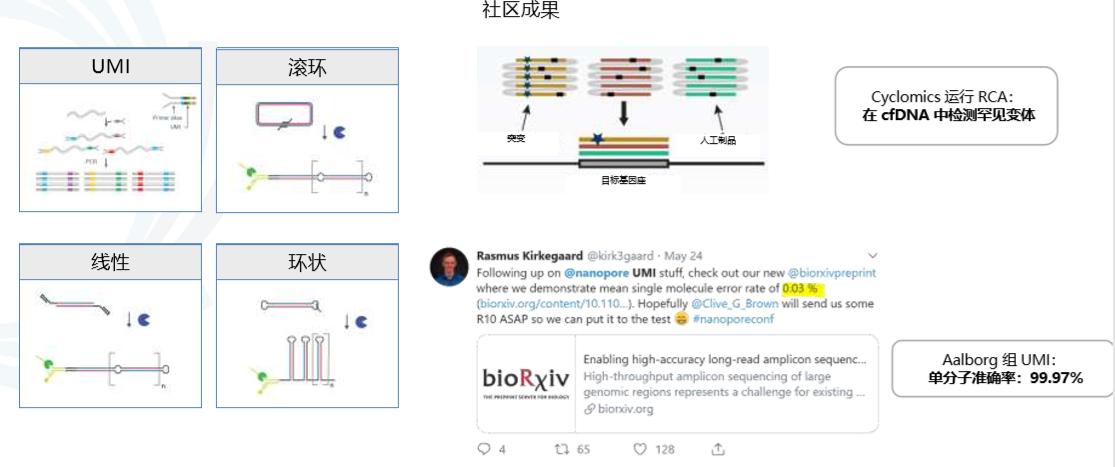 社区成果
UMI
Primer plus
UMI
PCR
滚环
n
线性
n
环状
n
突变
人工制品
目标基因座
Cyclomics 运行 RCA：
在 cfDNA 中检测罕见变体
Rasmus Kirkegaard @kirk3gaard · May 24
Following up on @nanopore UMI stuff, check out our new @biorxivpreprint
where we demonstrate mean single molecule error rate of 0.03 %
(biorxiv.org/content/10.110...). Hopefully @Clive_G_Brown will send us some
R10 ASAP so we can put it to the test 😄 #nanoporeconf
bioRxiv
THE PREPRINT SERVER FOR BIOLOGY
Enabling high-accuracy long-read amplicon sequenc...
High-throughput amplicon sequencing of large
genomic regions represents a challenge for existing ...
biorxiv.org
4 65 128
Aalborg 组 UMI：
单分子准确率：99.97%